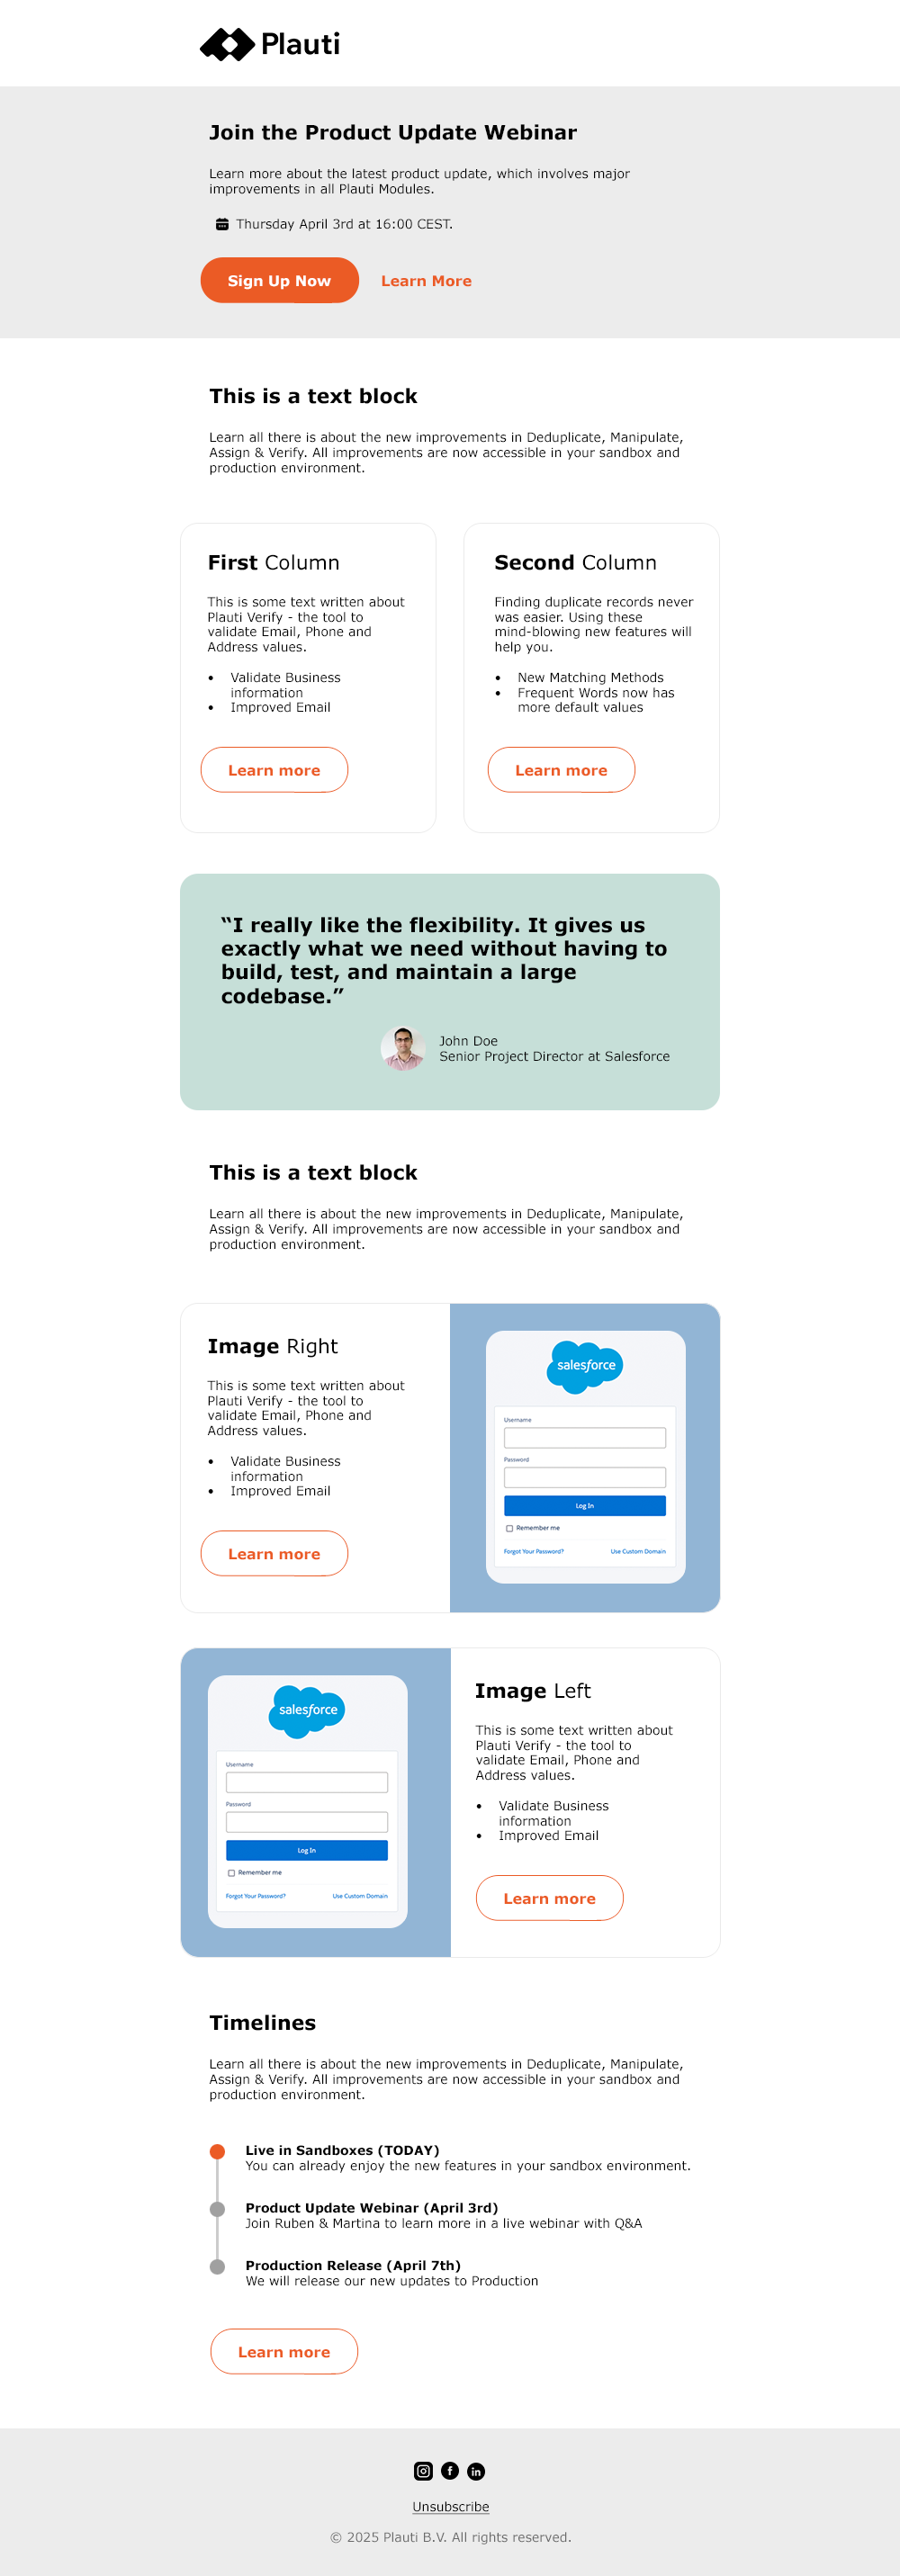 Plauti
Join the Product Update Webinar
Learn more about the latest product update, which involves major
improvements in all Plauti Modules.
Thursday April 3rd at 16:00 CEST.
Sign Up Now
Learn More
This is a text block
Learn all there is about the new improvements in Deduplicate, Manipulate,
Assign & Verify. All improvements are now accessible in your sandbox and
production environment.
First Column
This is some text written about
Plauti Verify - the tool to
validate Email, Phone and
Address values.
• Validate Business
information
• Improved Email
Learn more
Second Column
Finding duplicate records never
was easier. Using these
mind-blowing new features will
help you.
• New Matching Methods
• Frequent Words now has
more default values
Learn more
“I really like the flexibility. It gives us
exactly what we need without having to
build, test, and maintain a large
codebase.”
John Doe
Senior Project Director at Salesforce
This is a text block
Learn all there is about the new improvements in Deduplicate, Manipulate,
Assign & Verify. All improvements are now accessible in your sandbox and
production environment.
Image Right
This is some text written about
Plauti Verify - the tool to
validate Email, Phone and
Address values.
• Validate Business
information
• Improved Email
Learn more
salesforce
Username
Password
Log In
Remember me
Forgot Your Password?
Use Custom Domain
salesforce
Username
Password
Log In
Remember me
Forgot Your Password?
Use Custom Domain
Image Left
This is some text written about
Plauti Verify - the tool to
validate Email, Phone and
Address values.
• Validate Business
information
• Improved Email
Learn more
Timelines
Learn all there is about the new improvements in Deduplicate, Manipulate,
Assign & Verify. All improvements are now accessible in your sandbox and
production environment.
Live in Sandboxes (TODAY)
You can already enjoy the new features in your sandbox environment.
Product Update Webinar (April 3rd)
Join Ruben & Martina to learn more in a live webinar with Q&A
Production Release (April 7th)
We will release our new updates to Production
Learn more
f
in
Unsubscribe
© 2025 Plauti B.V. All rights reserved.